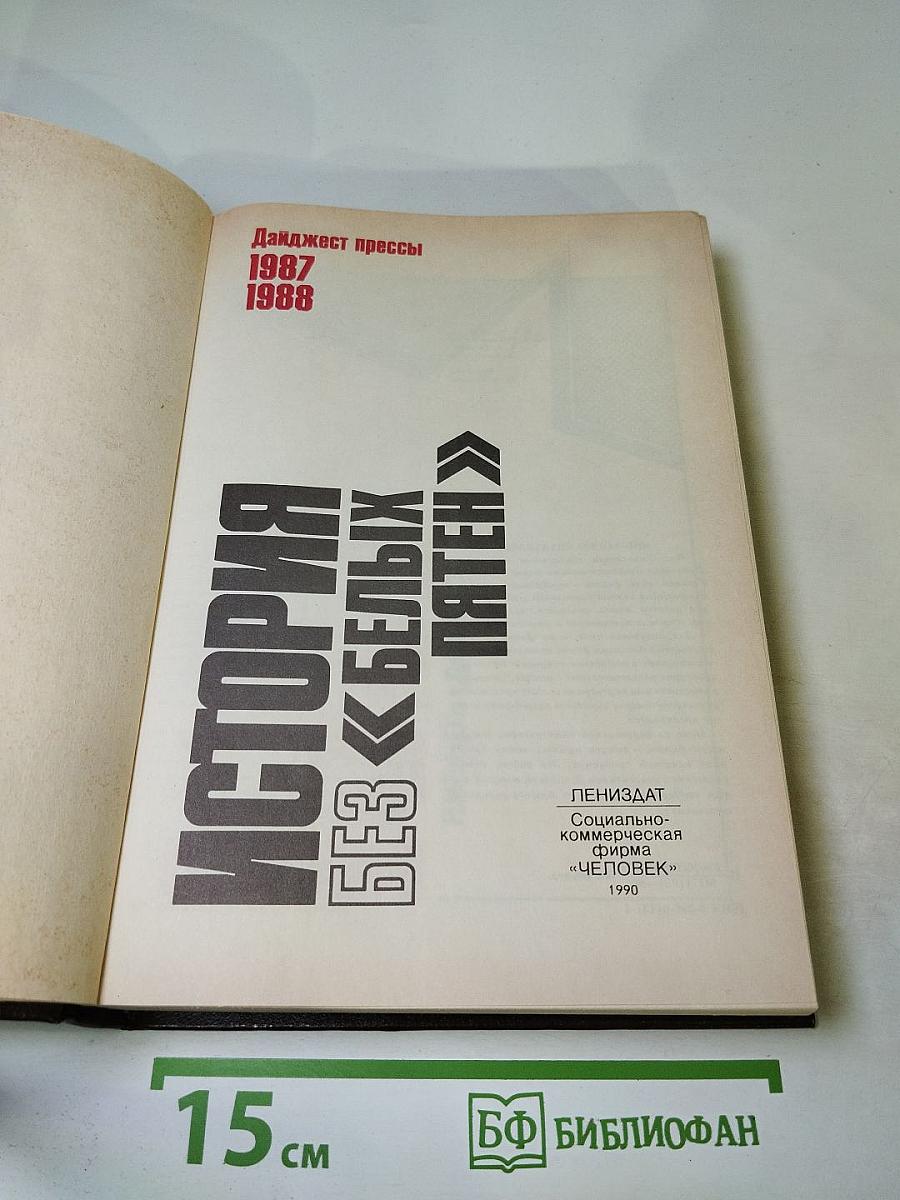 Дайджест прессы
1987
1988
ИСТОРИЯ
БЕЗ «БЕЛЫХ
ПЯТЕН»
ЛЕНИЗДАТ
Социально-
коммерческая
фирма
«ЧЕЛОВЕК»
1990
15 см
БФ БИБЛИОФАН